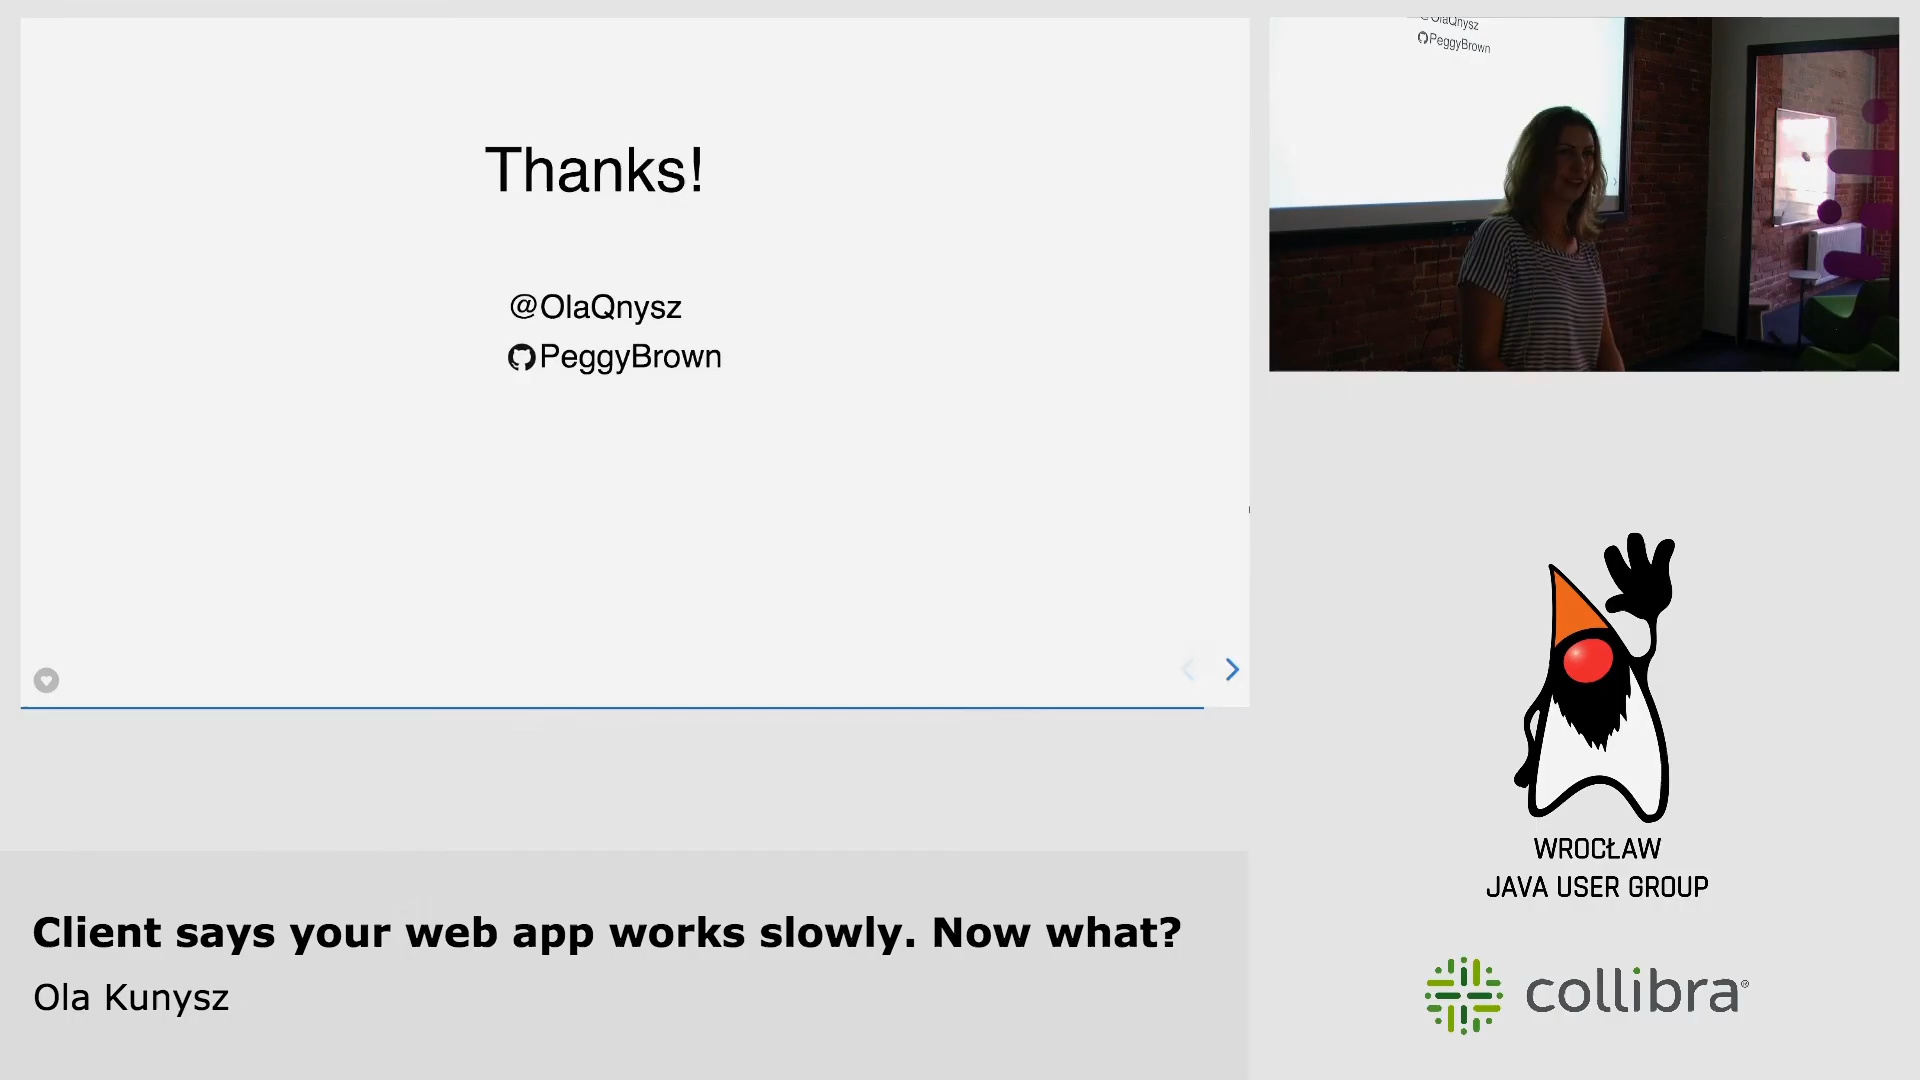 Thanks!
@OlaQnysz
PeggyBrown
@OlaQnysz
PeggyBrown
WROCŁAW
JAVA USER GROUP
Client says your web app works slowly. Now what?
Ola Kunysz
collibra®